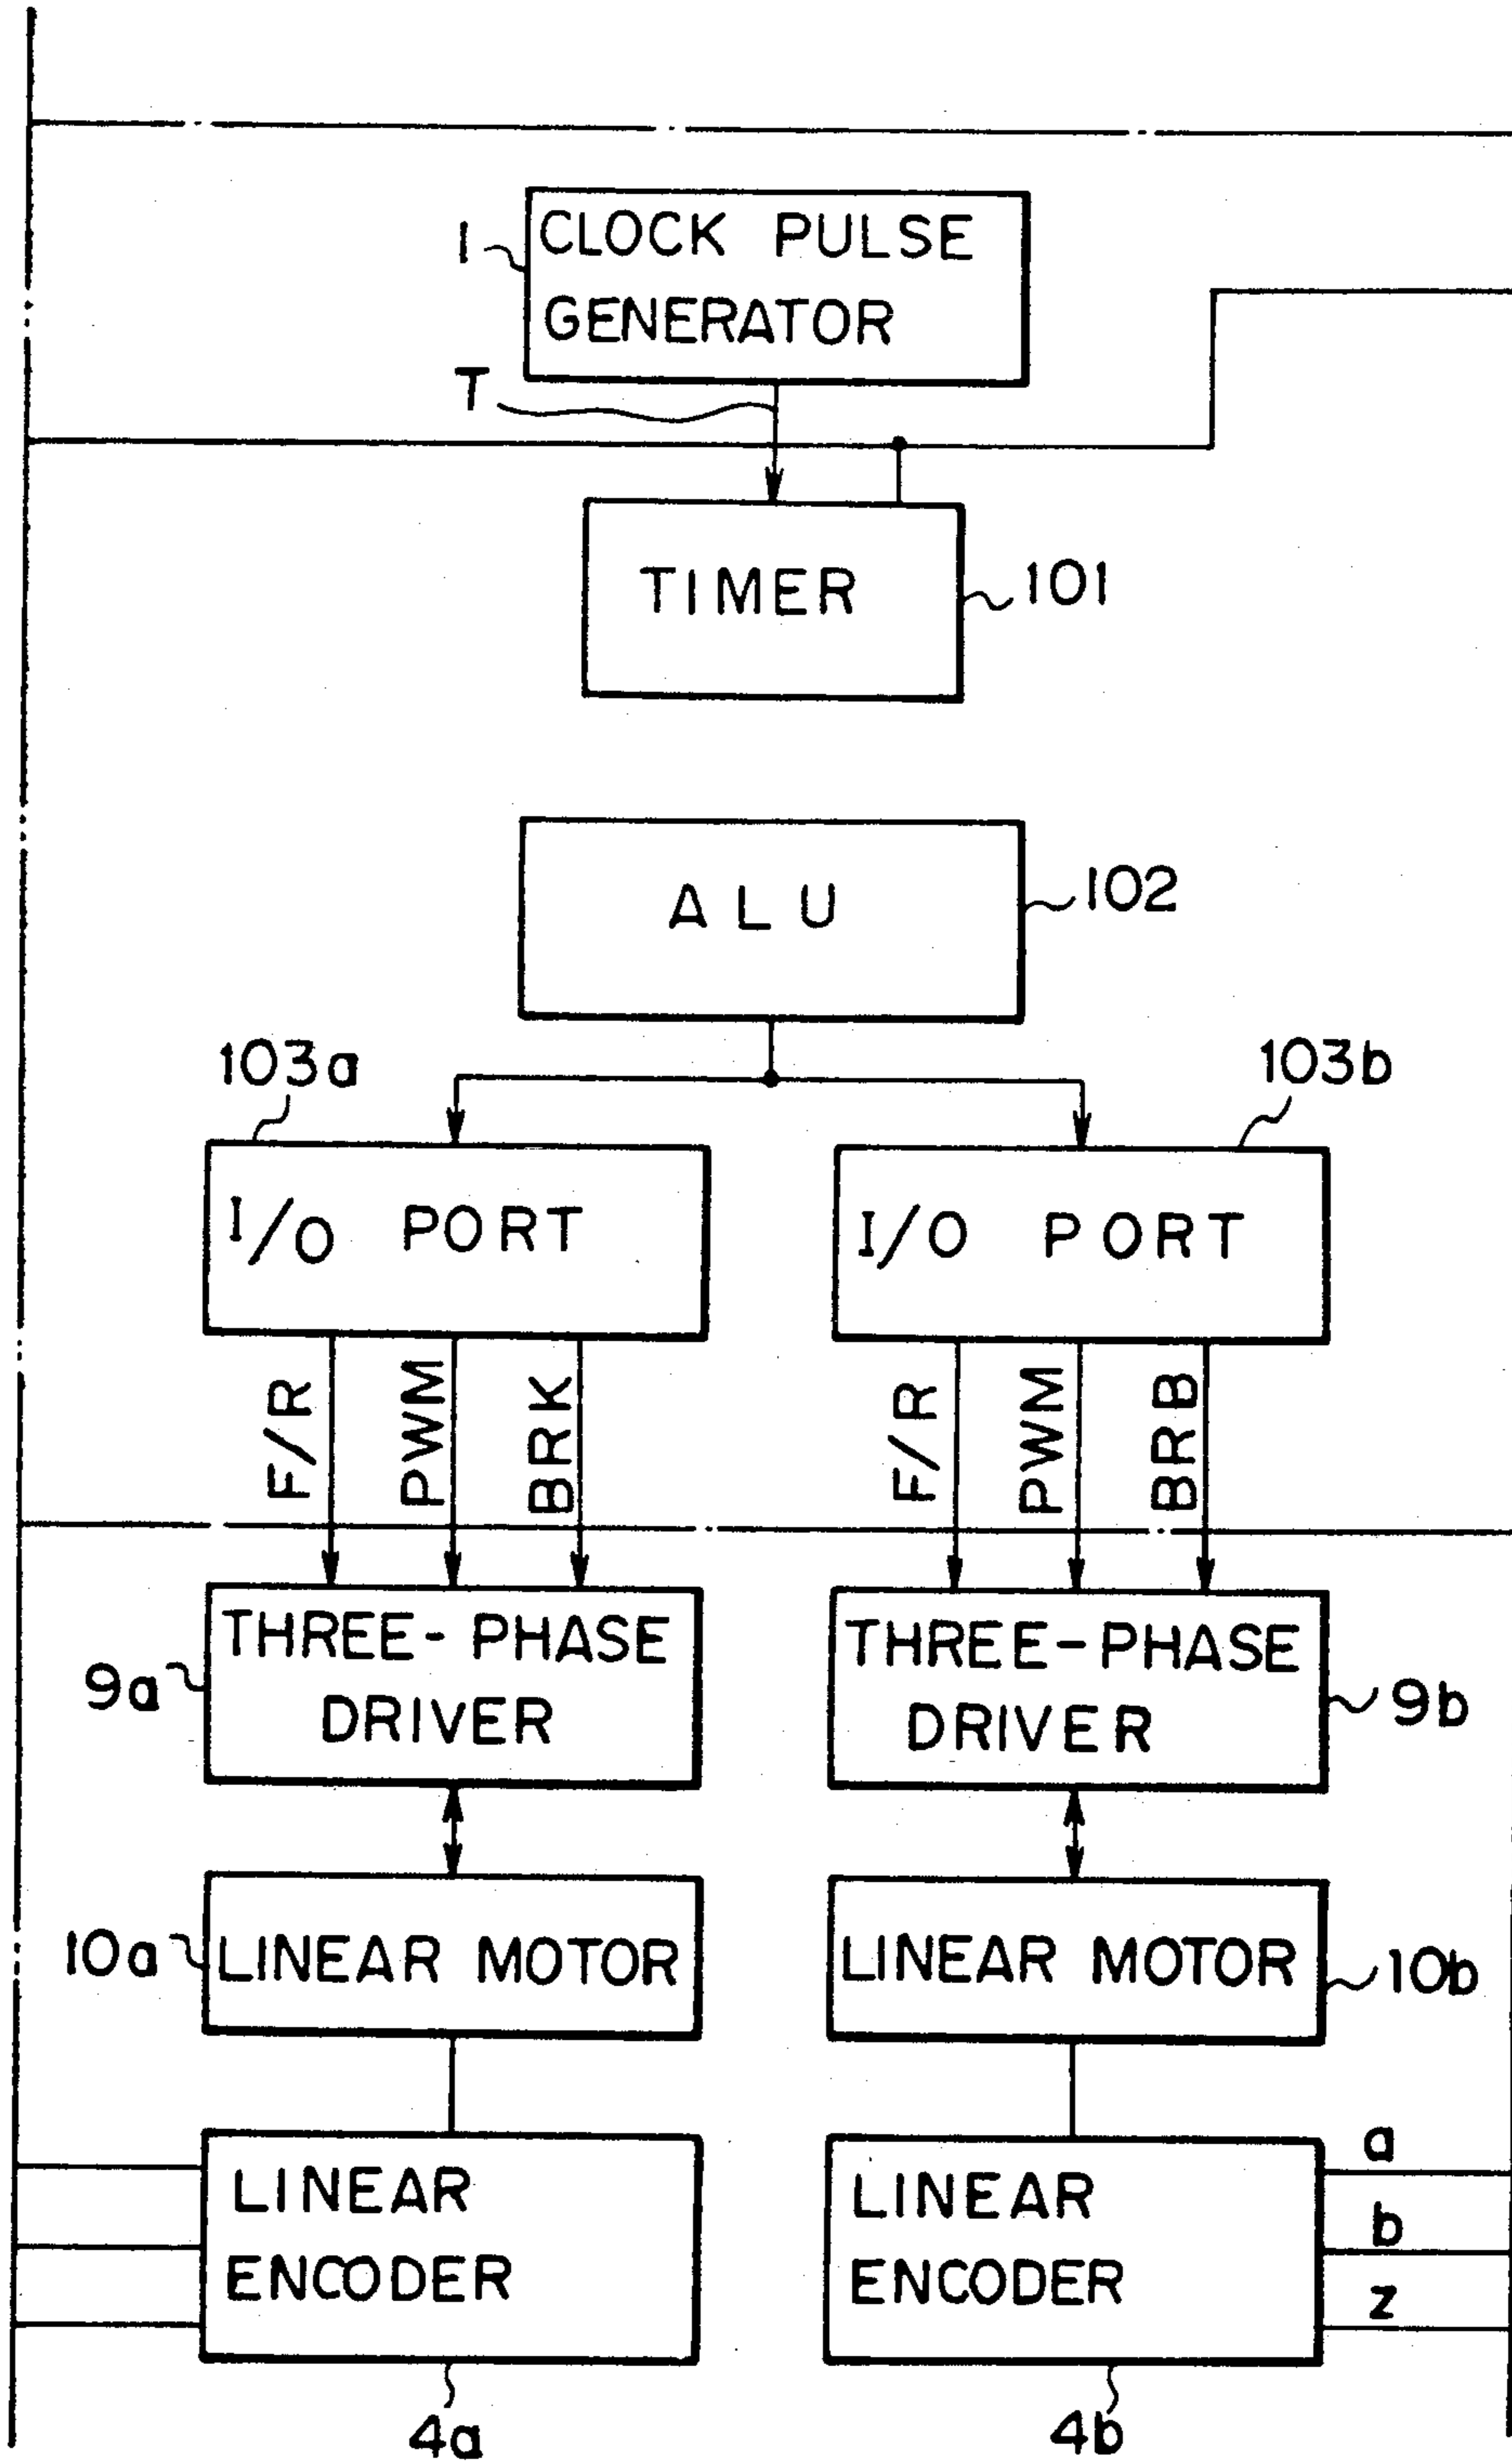 1
CLOCK PULSE
GENERATOR
T
TIMER
101
ALU
102
103a
103b
I/O PORT
I/O PORT
F/R
PWM
BRK
F/R
PWM
BRB
THREE-PHASE
DRIVER
9a
THREE-PHASE
DRIVER
9b
10a
LINEAR MOTOR
LINEAR MOTOR
10b
LINEAR
ENCODER
LINEAR
ENCODER
a
b
z
4a
4b